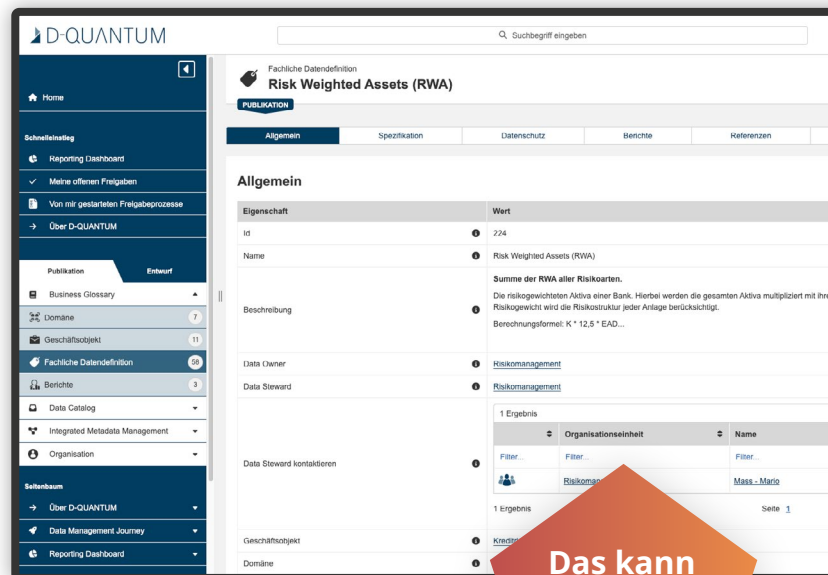 D-QUANTUM
Suchbegriff eingeben
Home
Schnelleinstieg
Reporting Dashboard
Meine offenen Freigaben
Von mir gestarteten Freigabeprozesse
Über D-QUANTUM
Publikation Entwurf
Business Glossary
Domäne 7
Geschäftsobjekt 11
Fachliche Datendefinition 58
Berichte 3
Data Catalog
Integrated Metadata Management
Organisation
Seitenbaum
Über D-QUANTUM
Data Management Journey
Reporting Dashboard
Fachliche Datendefinition
Risk Weighted Assets (RWA)
PUBLIKATION
Allgemein Spezifikation Datenschutz Berichte Referenzen
Allgemein
Eigenschaft Wert
Id 224
Name Risk Weighted Assets (RWA)
Beschreibung
Summe der RWA aller Risikoarten.
Die risikogewichteten Aktiva einer Bank. Hierbei werden die gesamten Aktiva multipliziert mit ihre
Risikogewicht wird die Risikostruktur jeder Anlage berücksichtigt.
Berechnungsformel: K * 12,5 * EAD...
Data Owner Risikomanagement
Data Steward Risikomanagement
Data Steward kontaktieren
1 Ergebnis
Organisationseinheit Name
Filter... Filter... Filter...
Mass - Mario
1 Ergebnis Seite 1
Geschäftsobjekt
Domäne
Das kann